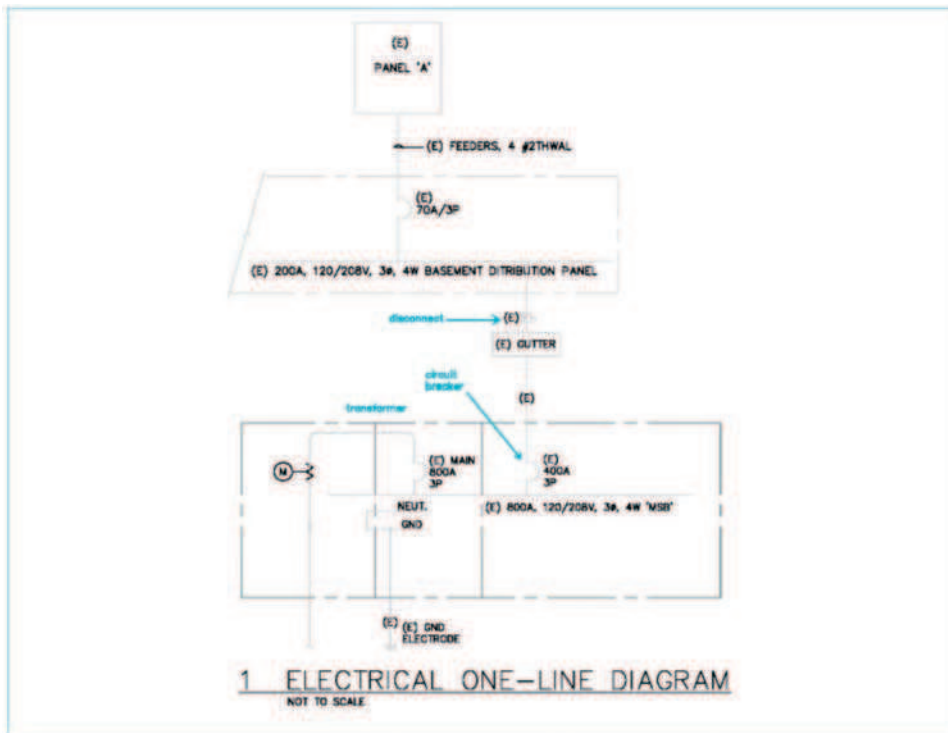 (E)
PANEL 'A'
(E) FEEDERS, 4 #2THWAL
(E)
70A/3P
(E) 200A, 120/208V, 3ø, 4W BASEMENT DITRIBUTION PANEL
disconnect
(E)
(E) GUTTER
circuit
breaker
(E)
transformer
M
(E) MAIN
800A
3P
(E)
400A
3P
NEUT.
GND
(E) 800A, 120/208V, 3ø, 4W 'MSB'
(E)
(E) GND
ELECTRODE
1 ELECTRICAL ONE-LINE DIAGRAM
NOT TO SCALE